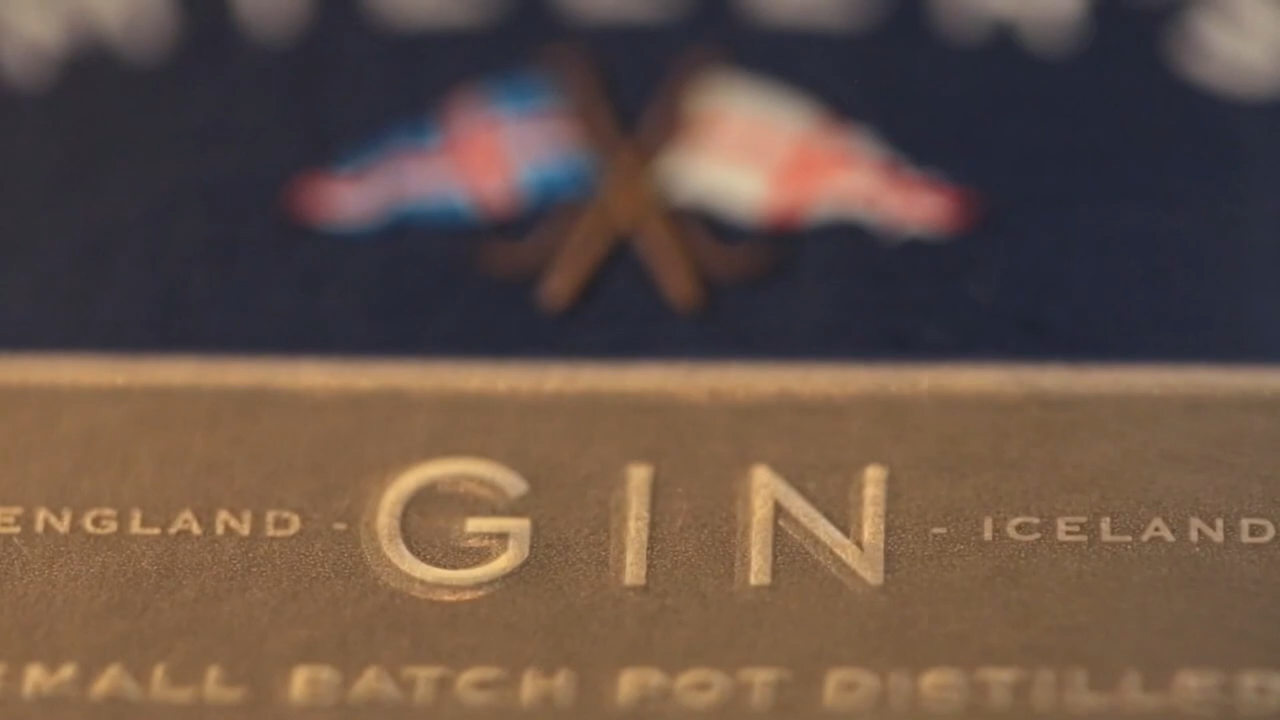 ENGLAND - GIN - ICELAND
SMALL BATCH POT DISTILLED